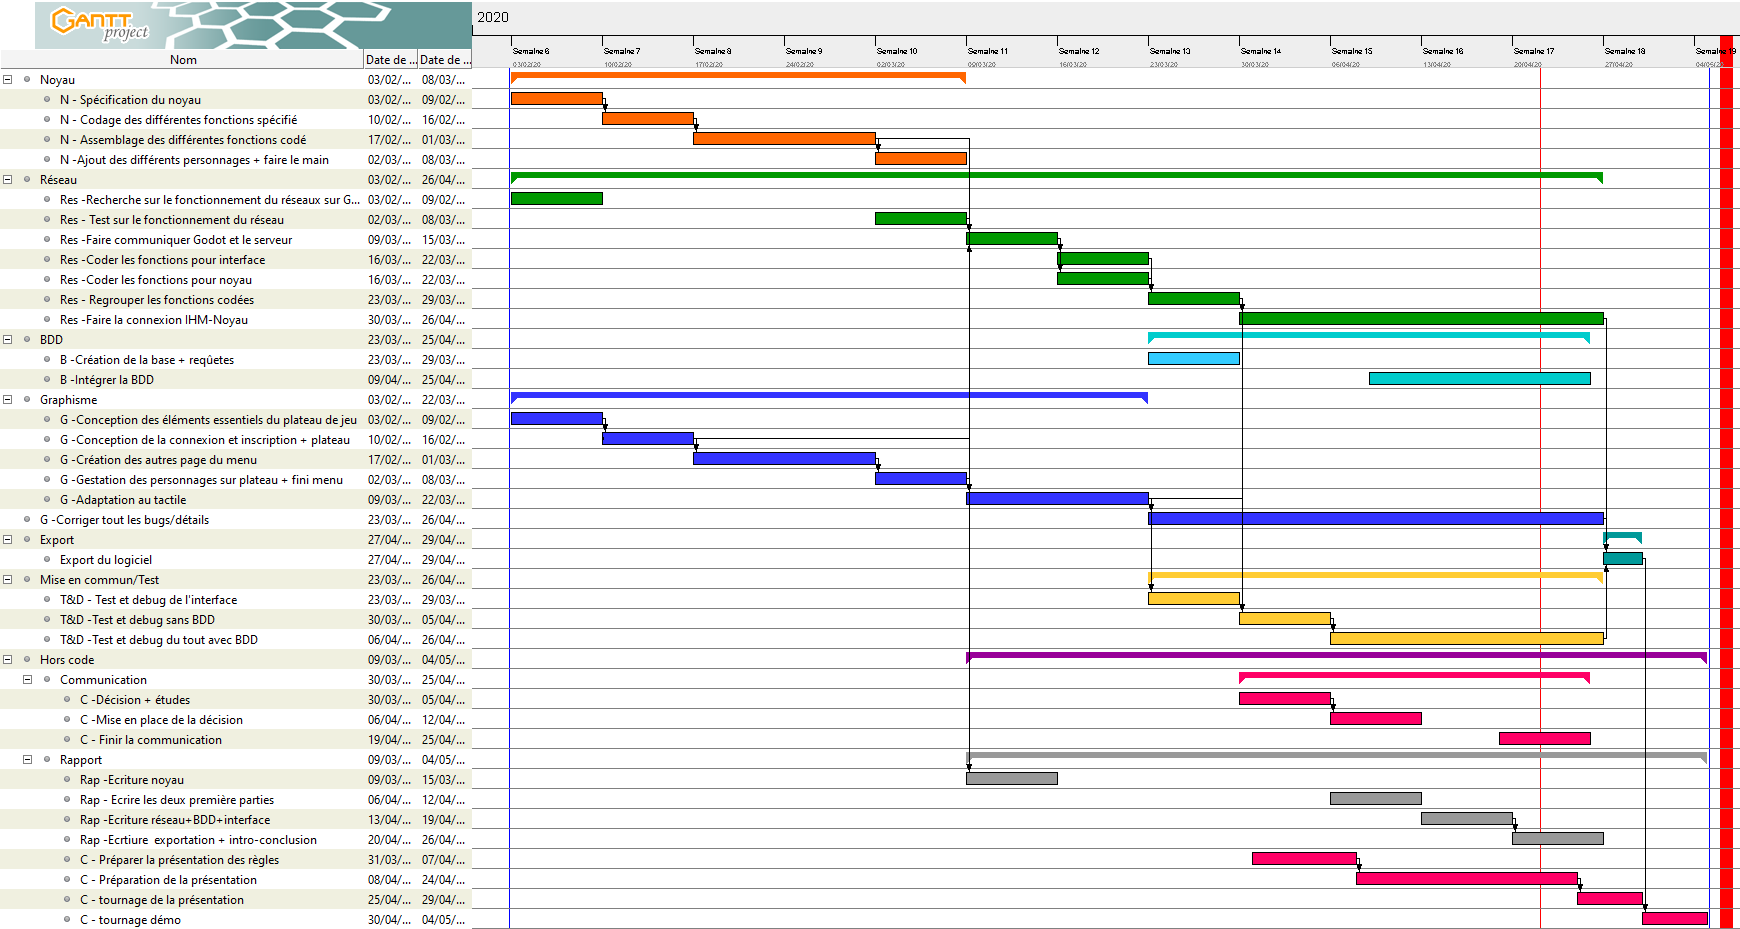 GANTT
project
2020
Nom Date de ... Date de ...
Semaine 6 Semaine 7 Semaine 8 Semaine 9 Semaine 10 Semaine 11 Semaine 12 Semaine 13 Semaine 14 Semaine 15 Semaine 16 Semaine 17 Semaine 18 Semaine 19
03/02/20 10/02/20 17/02/20 24/02/20 02/03/20 09/03/20 16/03/20 23/03/20 30/03/20 06/04/20 13/04/20 20/04/20 27/04/20 04/05/20
Noyau 03/02/... 08/03/...
N - Spécification du noyau 03/02/... 09/02/...
N - Codage des différentes fonctions spécifié 10/02/... 16/02/...
N - Assemblage des différentes fonctions codé 17/02/... 01/03/...
N -Ajout des différents personnages + faire le main 02/03/... 08/03/...
Réseau 03/02/... 26/04/...
Res -Recherche sur le fonctionnement du réseaux sur G... 03/02/... 09/02/...
Res - Test sur le fonctionnement du réseau 02/03/... 08/03/...
Res -Faire communiquer Godot et le serveur 09/03/... 15/03/...
Res -Coder les fonctions pour interface 16/03/... 22/03/...
Res -Coder les fonctions pour noyau 16/03/... 22/03/...
Res - Regrouper les fonctions codées 23/03/... 29/03/...
Res -Faire la connexion IHM-Noyau 30/03/... 26/04/...
BDD 23/03/... 25/04/...
B -Création de la base + reqûetes 23/03/... 29/03/...
B -Intégrer la BDD 09/04/... 25/04/...
Graphisme 03/02/... 22/03/...
G -Conception des éléments essentiels du plateau de jeu 03/02/... 09/02/...
G -Conception de la connexion et inscription + plateau 10/02/... 16/02/...
G -Création des autres page du menu 17/02/... 01/03/...
G -Gestation des personnages sur plateau + fini menu 02/03/... 08/03/...
G -Adaptation au tactile 09/03/... 22/03/...
G -Corriger tout les bugs/détails 23/03/... 26/04/...
Export 27/04/... 29/04/...
Export du logiciel 27/04/... 29/04/...
Mise en commun/Test 23/03/... 26/04/...
T&D - Test et debug de l'interface 23/03/... 29/03/...
T&D -Test et debug sans BDD 30/03/... 05/04/...
T&D -Test et debug du tout avec BDD 06/04/... 26/04/...
Hors code 09/03/... 04/05/...
Communication 30/03/... 25/04/...
C -Décision + études 30/03/... 05/04/...
C -Mise en place de la décision 06/04/... 12/04/...
C - Finir la communication 19/04/... 25/04/...
Rapport 09/03/... 04/05/...
Rap -Ecriture noyau 09/03/... 15/03/...
Rap - Ecrire les deux première parties 06/04/... 12/04/...
Rap -Ecriture réseau+BDD+interface 13/04/... 19/04/...
Rap -Ecrtiure exportation + intro-conclusion 20/04/... 26/04/...
C - Préparer la présentation des règles 31/03/... 07/04/...
C - Préparation de la présentation 08/04/... 24/04/...
C - tournage de la présentation 25/04/... 29/04/...
C - tournage démo 30/04/... 04/05/...